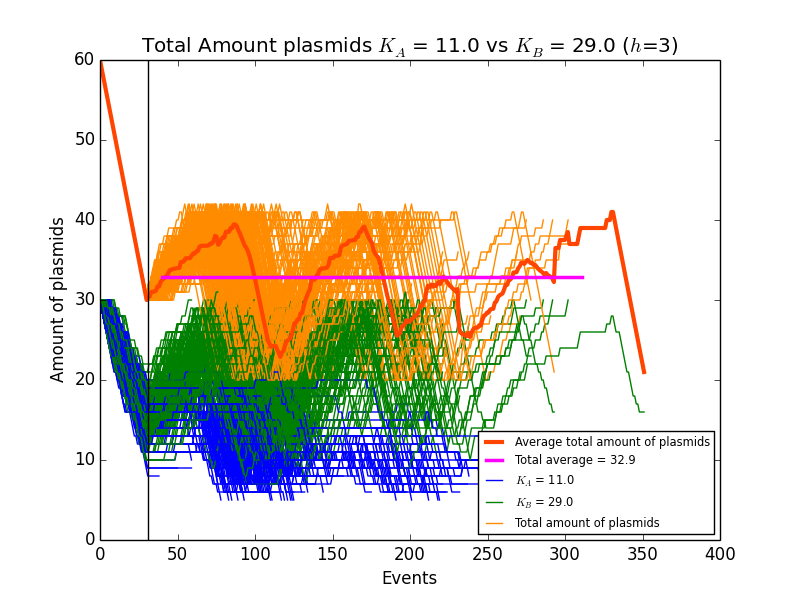 Total Amount plasmids K_A = 11.0 vs K_B = 29.0 (h=3)
60
50
40
30
20
10
0
Amount of plasmids
Average total amount of plasmids
Total average = 32.9
K_A = 11.0
K_B = 29.0
Total amount of plasmids
0 50 100 150 200 250 300 350 400
Events